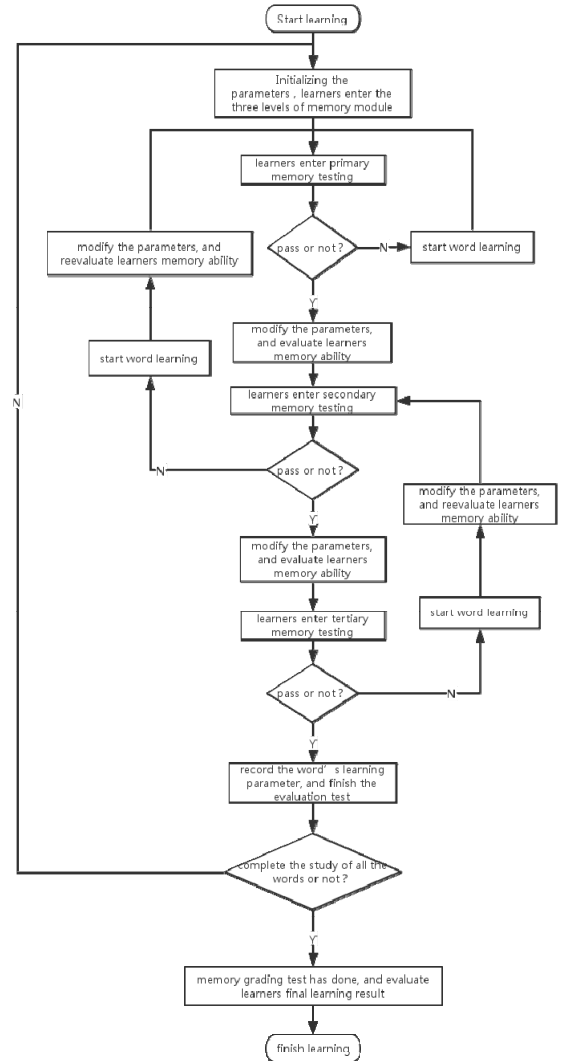 Start learning
Initializing the
parameters , learners enter the
three levels of memory module
learners enter primary
memory testing
pass or not ?
N
start word learning
modify the parameters, and
reevaluate learners memory ability
Y
modify the parameters,
and evaluate learners
memory ability
start word learning
learners enter secondary
memory testing
N
pass or not ?
N
modify the parameters,
and reevaluate learners
memory ability
Y
modify the parameters,
and evaluate learners
memory ability
learners enter tertiary
memory testing
start word learning
pass or not ?
N
Y
record the word' s learning
parameter, and finish the
evaluation test
complete the study of all the
words or not ?
Y
memory grading test has done, and evaluate
learners final learning result
finish learning